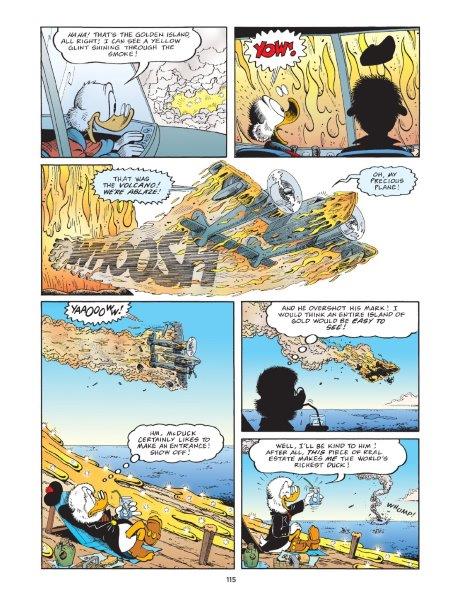 HAHA! THAT'S THE GOLDEN ISLAND,
ALL RIGHT; I CAN SEE A YELLOW
GLINT SHINING THROUGH THE
SMOKE!
YOW!
THAT WAS
THE VOLCANO!
WE'RE ABLAZE!
OH, MY
PRECIOUS
PLANE!
WHOOSH
YAAOOOWW!
HM, McDUCK
CERTAINLY LIKES TO
MAKE AN ENTRANCE!
SHOW OFF!
AND HE OVERSHOT HIS MARK! I
WOULD THINK AN ENTIRE ISLAND OF
GOLD WOULD BE EASY TO
SEE!
WELL, I'LL BE KIND TO HIM!
AFTER ALL, THIS PIECE OF REAL
ESTATE MAKES ME THE WORLD'S
RICHEST DUCK!
WHUMP!
115